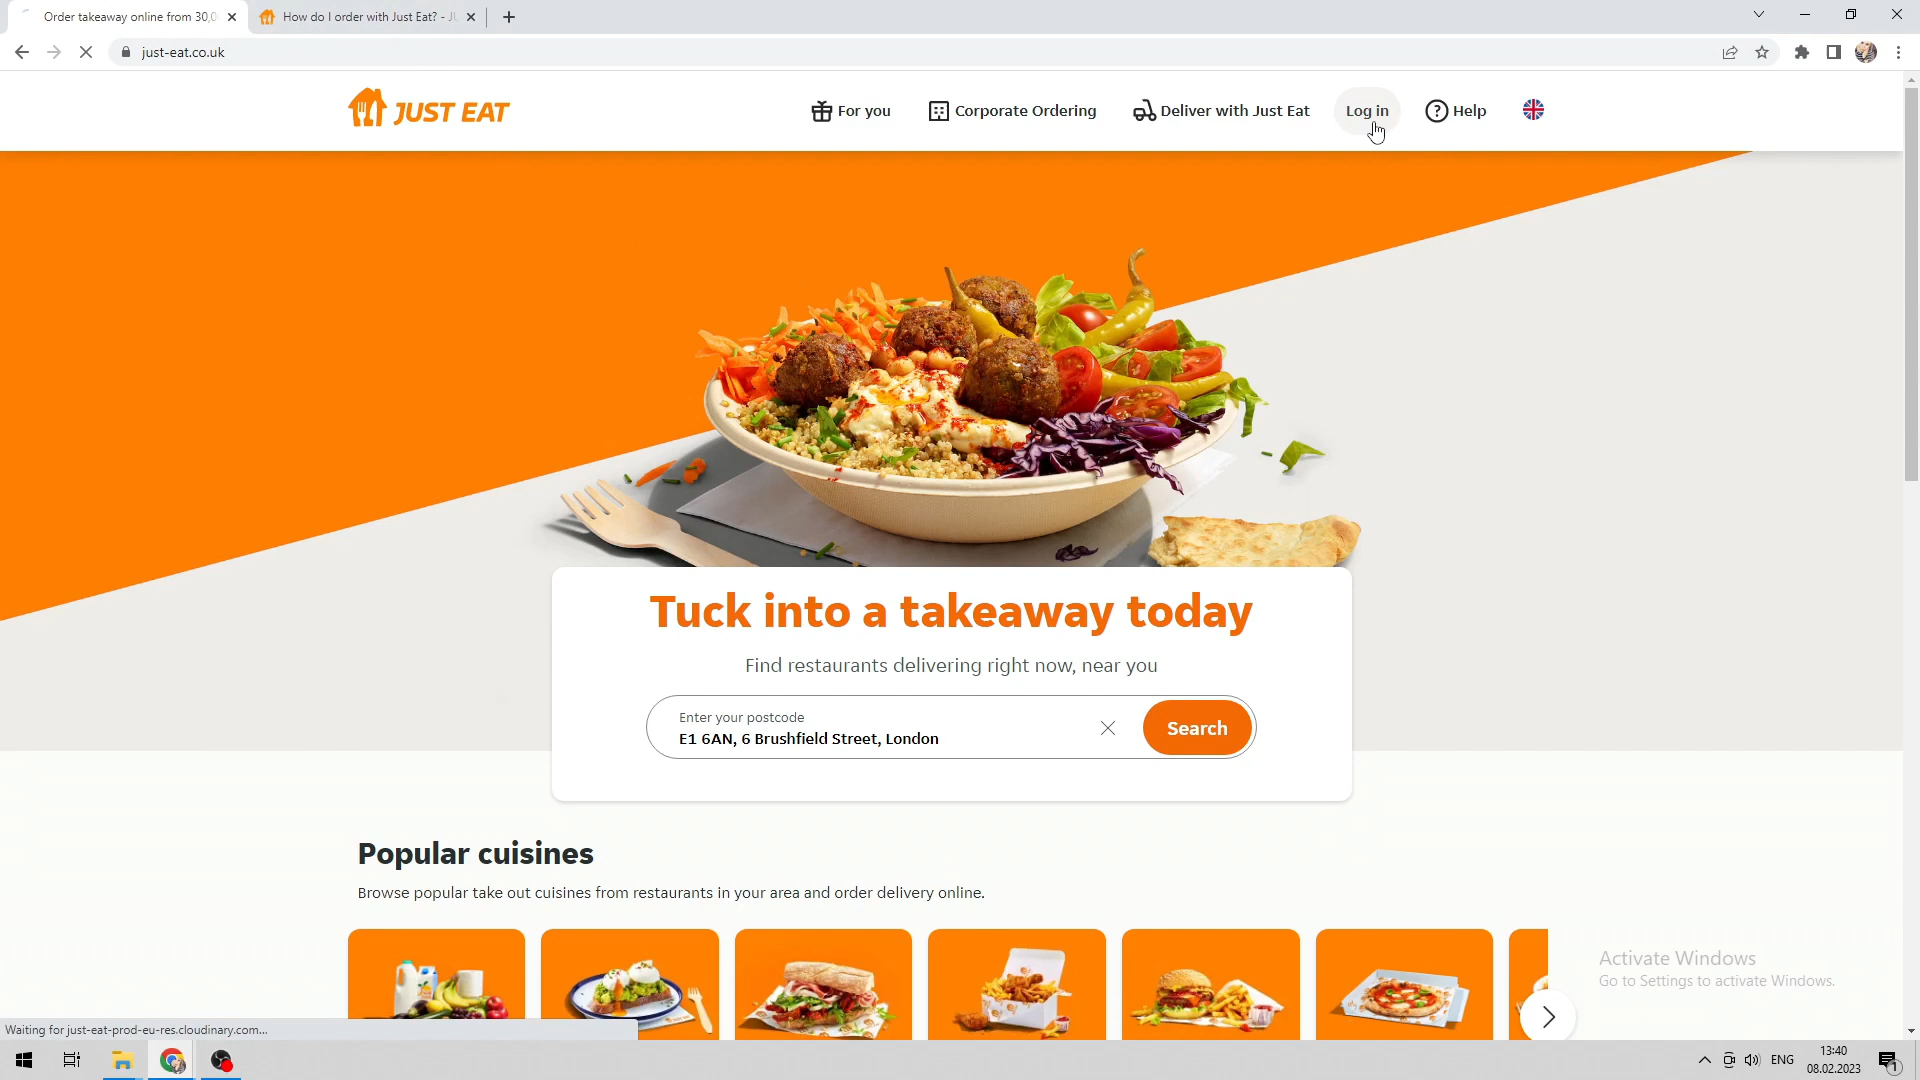 Order takeaway online from 30,0
How do I order with Just Eat? - JU
just-eat.co.uk
JUST EAT
For you
Corporate Ordering
Deliver with Just Eat
Log in
Help
Tuck into a takeaway today
Find restaurants delivering right now, near you
Enter your postcode
E1 6AN, 6 Brushfield Street, London
Search
Popular cuisines
Browse popular take out cuisines from restaurants in your area and order delivery online.
Activate Windows
Go to Settings to activate Windows.
Waiting for just-eat-prod-eu-res.cloudinary.com...
ENG
13:40
08.02.2023
1